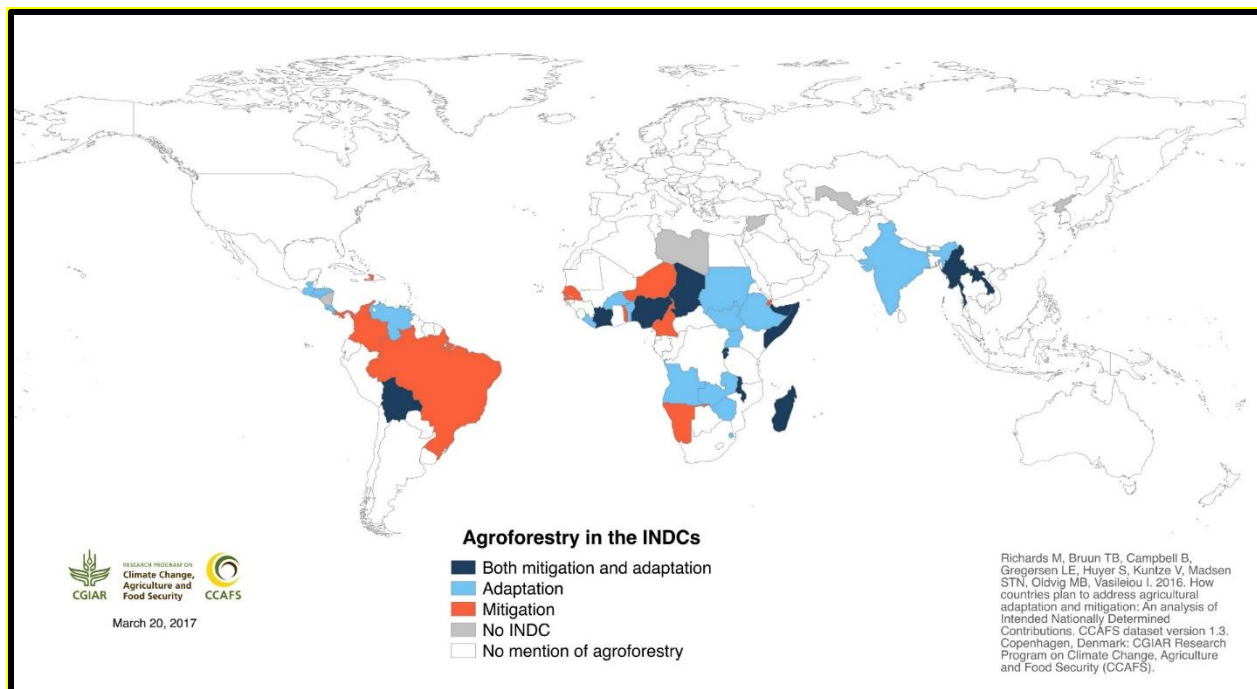 Agroforestry in the INDCs
Both mitigation and adaptation
Adaptation
Mitigation
No INDC
No mention of agroforestry
CGIAR
RESEARCH PROGRAM ON
Climate Change,
Agriculture and
Food Security
CCAFS
March 20, 2017
Richards M, Bruun TB, Campbell B,
Gregersen LE, Huyer S, Kuntze V, Madsen
STN, Oldvig MB, Vasileiou I. 2016. How
countries plan to address agricultural
adaptation and mitigation: An analysis of
Intended Nationally Determined
Contributions. CCAFS dataset version 1.3.
Copenhagen, Denmark: CGIAR Research
Program on Climate Change, Agriculture
and Food Security (CCAFS).